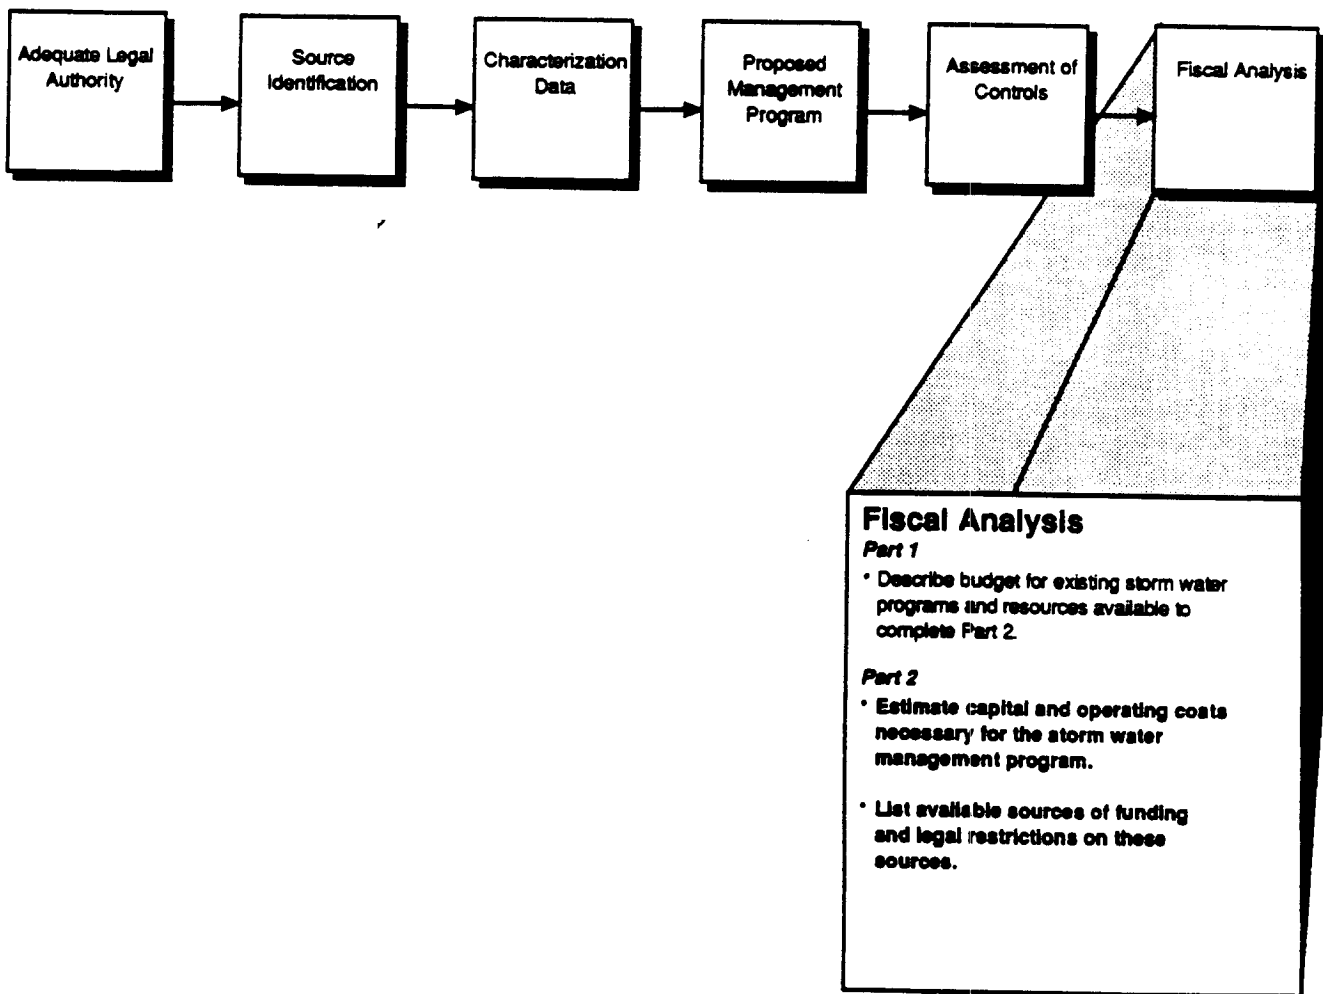 Adequate Legal
Authority
Source
Identification
Characterization
Data
Proposed
Management
Program
Assessment of
Controls
Fiscal Analysis
Fiscal Analysis
Part 1
• Describe budget for existing storm water
programs and resources available to
complete Part 2.
Part 2
• Estimate capital and operating costs
necessary for the storm water
management program.
• List available sources of funding
and legal restrictions on these
sources.